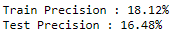 Train Precision : 18.12%
Test Precision : 16.48%